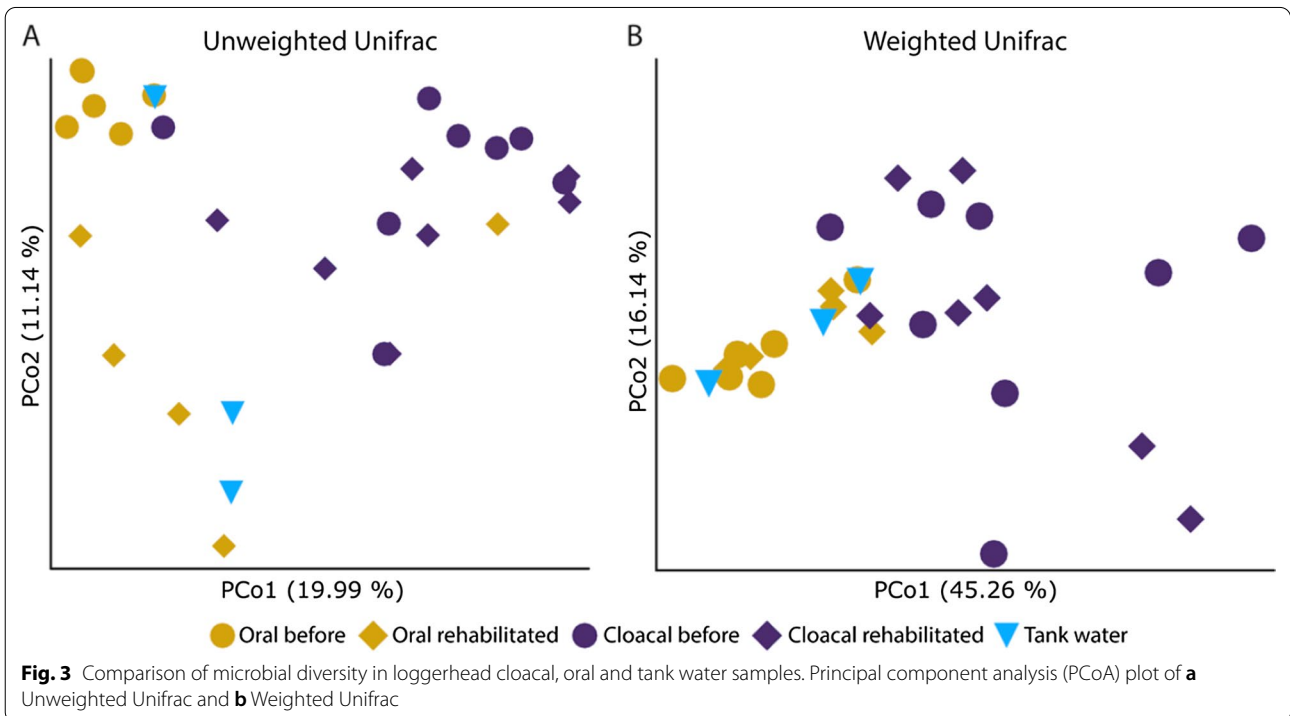 A
Unweighted Unifrac
PCo2 (11.14 %)
PCo1 (19.99 %)
B
Weighted Unifrac
PCo2 (16.14 %)
PCo1 (45.26 %)
Oral before Oral rehabilitated Cloacal before Cloacal rehabilitated Tank water
Fig. 3 Comparison of microbial diversity in loggerhead cloacal, oral and tank water samples. Principal component analysis (PCoA) plot of a
Unweighted Unifrac and b Weighted Unifrac